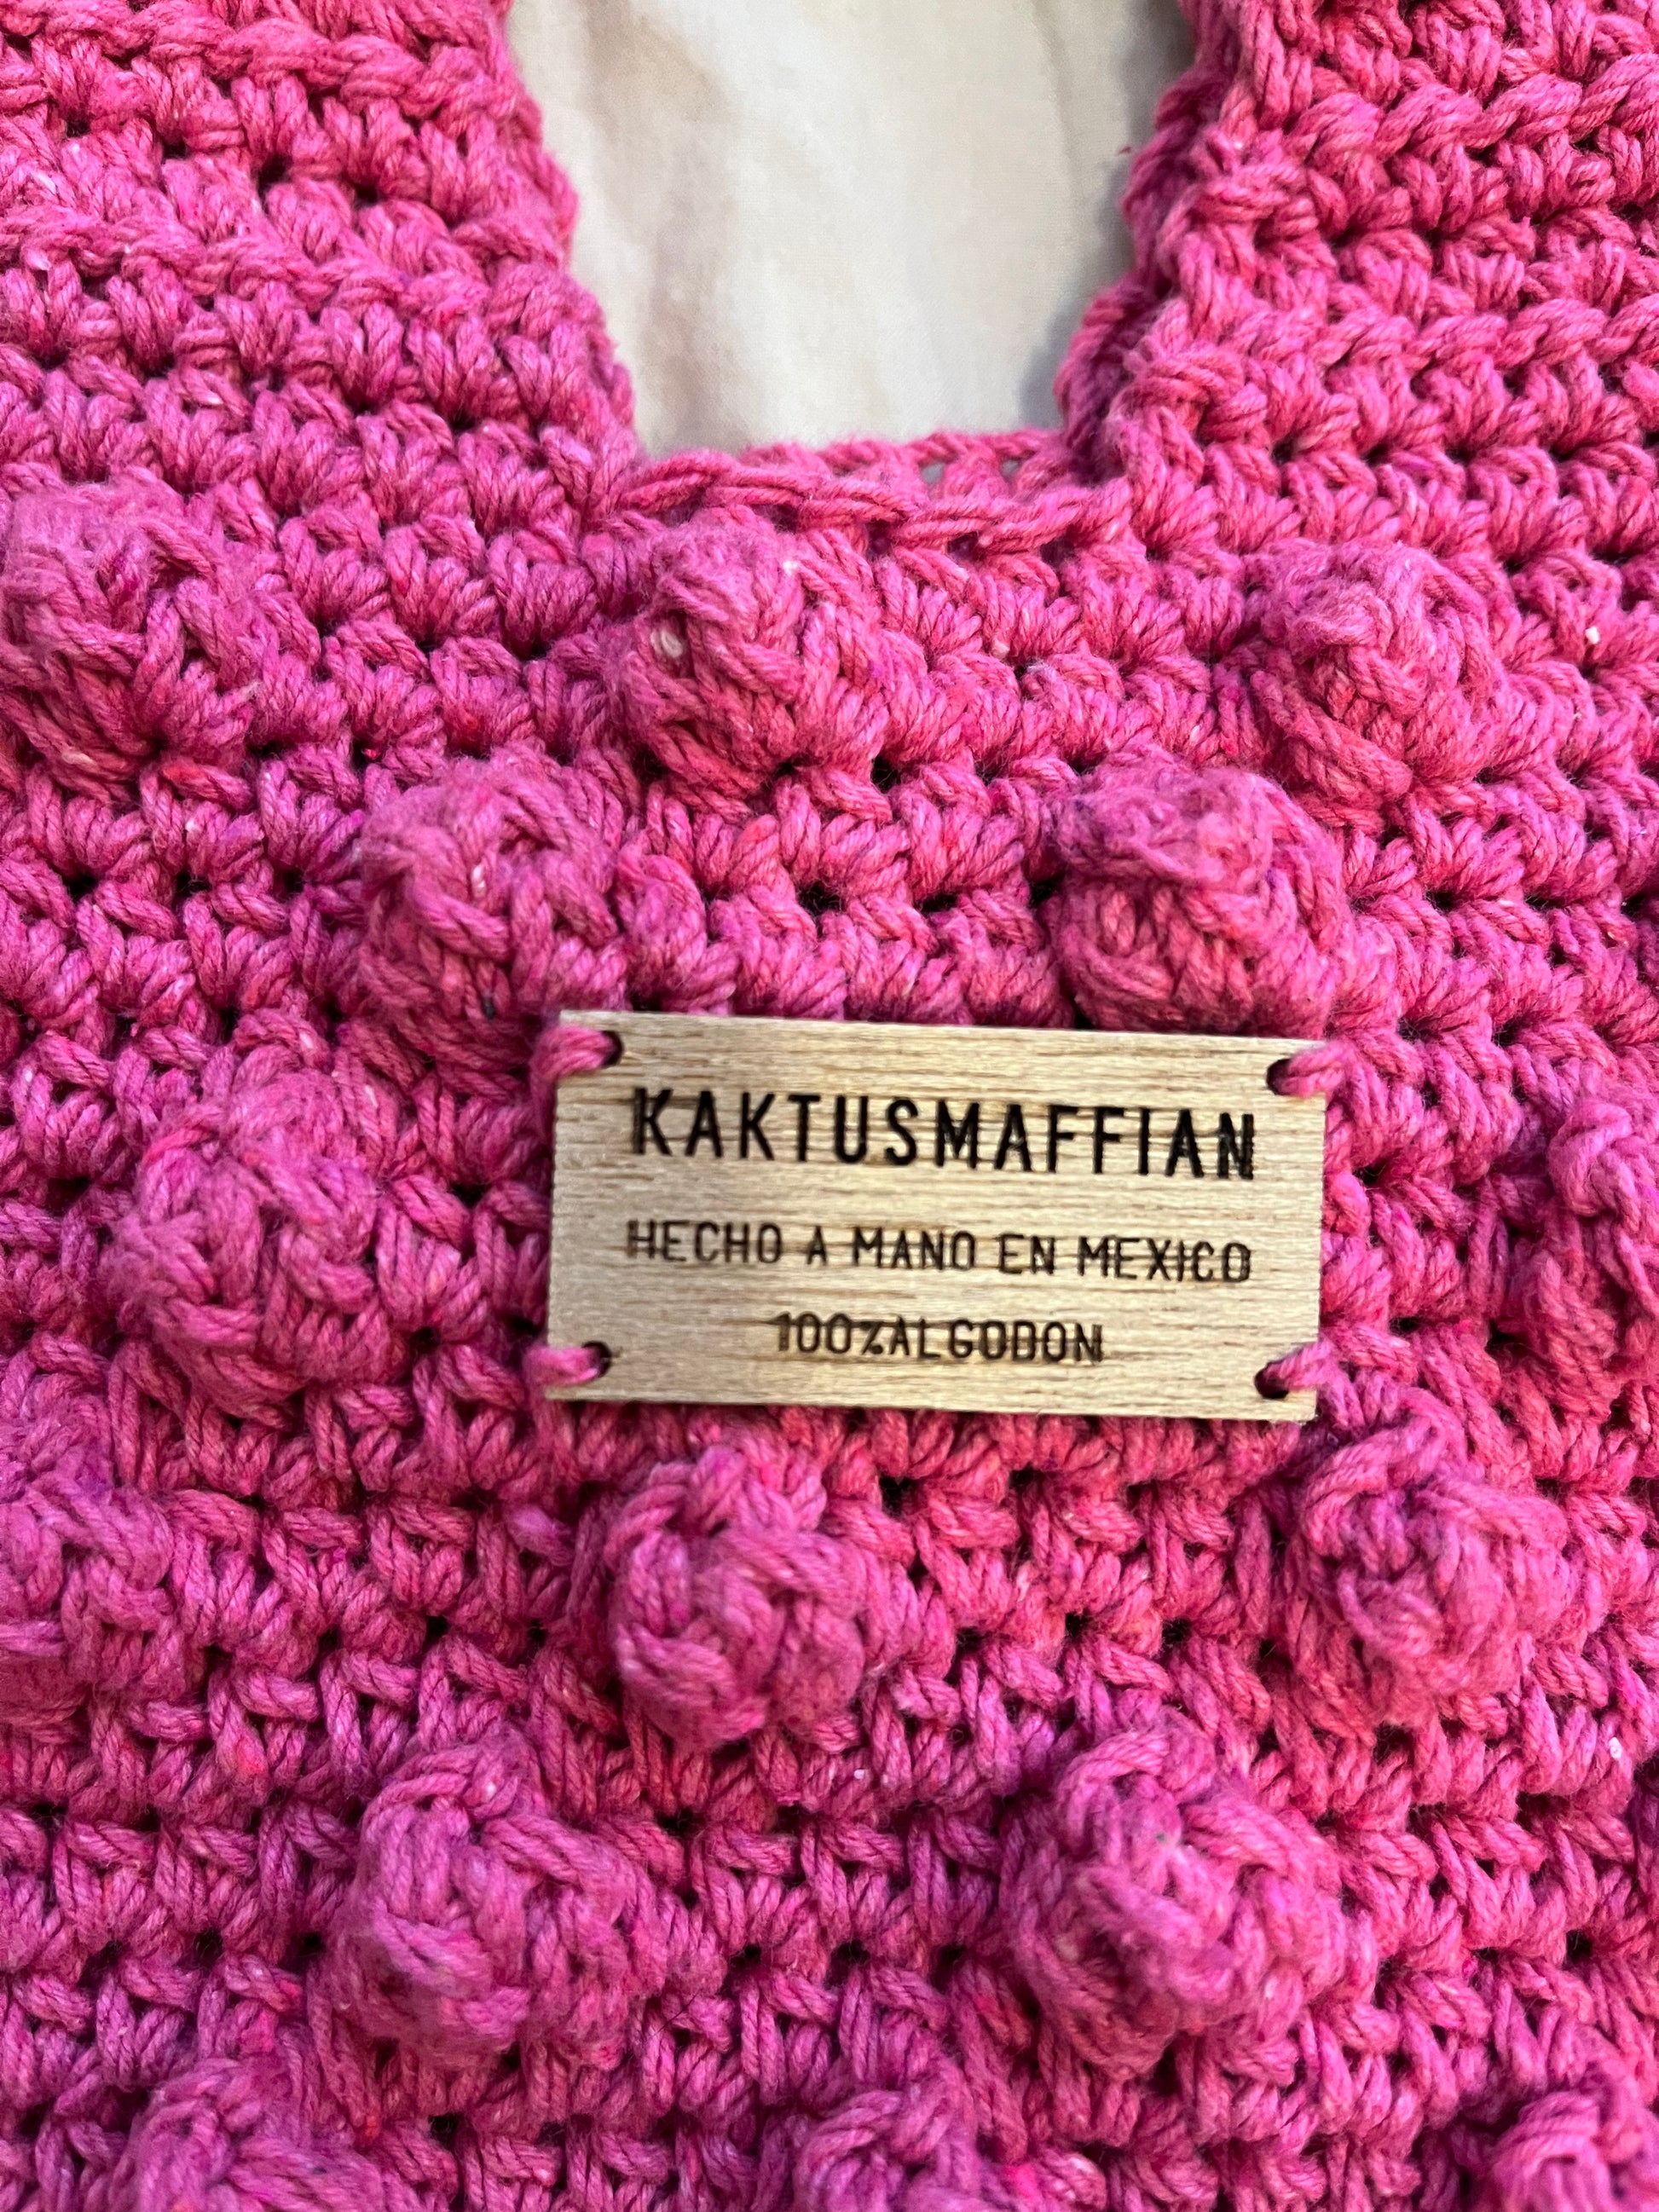 KAKTUSMAFFIAN
HECHO A MANO EN MEXICO
100%ALGODON